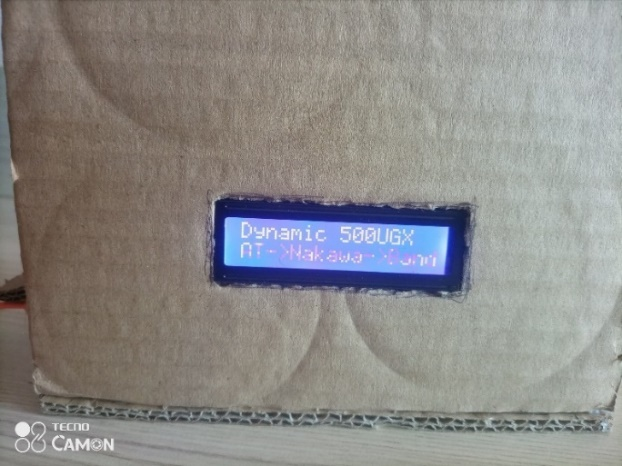 Dynamic 500UGX
AT->Nakawa->
TECNO
CAMON